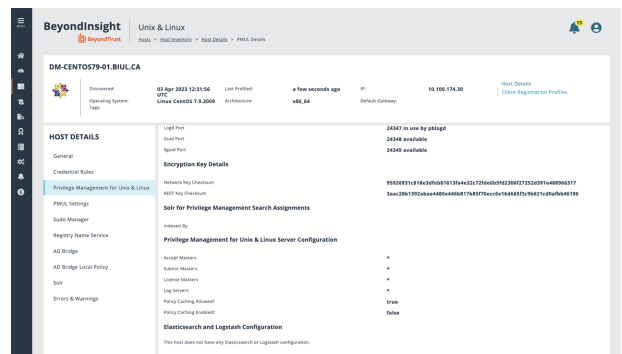 MENU
BeyondInsight
BeyondTrust
Unix & Linux
Hosts > Host Inventory > Host Details > PMUL Details
13
DM-CENTOS79-01.BIUL.CA
Discovered: 03 Apr 2023 12:31:56 UTC Last Profiled: a few seconds ago IP: 10.100.174.30
Operating System: Linux CentOS 7.9.2009 Architecture: x86_64 Default Gateway:
Tags:
Host Details
Client Registration Profiles
HOST DETAILS
General
Credential Rules
Privilege Management for Unix & Linux
PMUL Settings
Sudo Manager
Registry Name Service
AD Bridge
AD Bridge Local Policy
Solr
Errors & Warnings
Logd Port 24347 in use by pblogd
Guid Port 24348 available
Sguid Port 24349 available
Encryption Key Details
Network Key Checksum
REST Key Checksum
Solr for Privilege Management Search Assignments
Indexed By
Privilege Management for Unix & Linux Server Configuration
Accept Masters *
Submit Masters *
License Masters *
Log Servers *
Policy Caching Allowed? true
Policy Caching Enabled? false
Elasticsearch and Logstash Configuration
This host does not have any Elasticsearch or Logstash configuration.